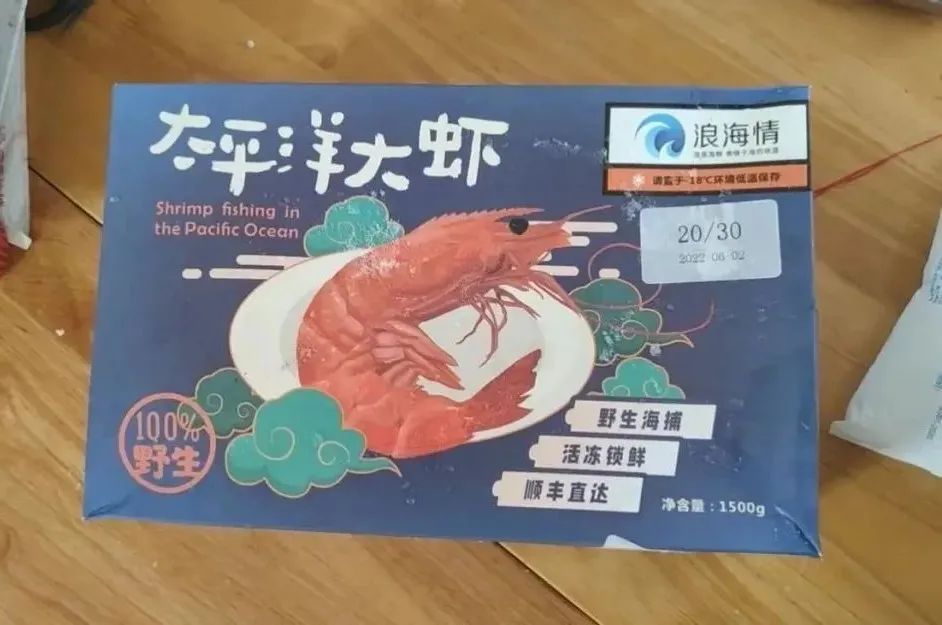 太平洋大虾
Shrimp fishing in
the Pacific Ocean
浪海情
请置于-18℃环境低温保存
20/30
2022-06-02
100%
野生
野生海捕
活冻锁鲜
顺丰直达
净含量：1500g